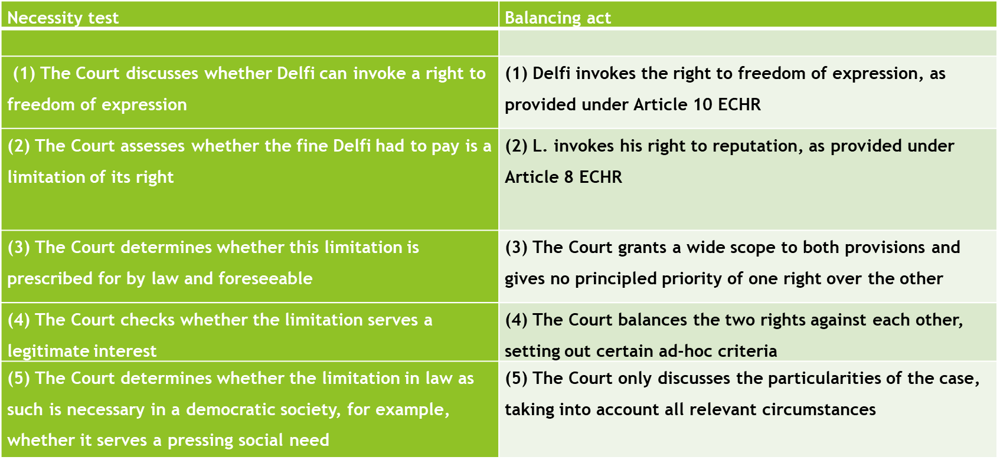 Necessity test
Balancing act
(1) The Court discusses whether Delfi can invoke a right to
freedom of expression
(1) Delfi invokes the right to freedom of expression, as
provided under Article 10 ECHR
(2) The Court assesses whether the fine Delfi had to pay is a
limitation of its right
(2) L. invokes his right to reputation, as provided under
Article 8 ECHR
(3) The Court determines whether this limitation is
prescribed for by law and foreseeable
(3) The Court grants a wide scope to both provisions and
gives no principled priority of one right over the other
(4) The Court checks whether the limitation serves a
legitimate interest
(4) The Court balances the two rights against each other,
setting out certain ad-hoc criteria
(5) The Court determines whether the limitation in law as
such is necessary in a democratic society, for example,
whether it serves a pressing social need
(5) The Court only discusses the particularities of the case,
taking into account all relevant circumstances